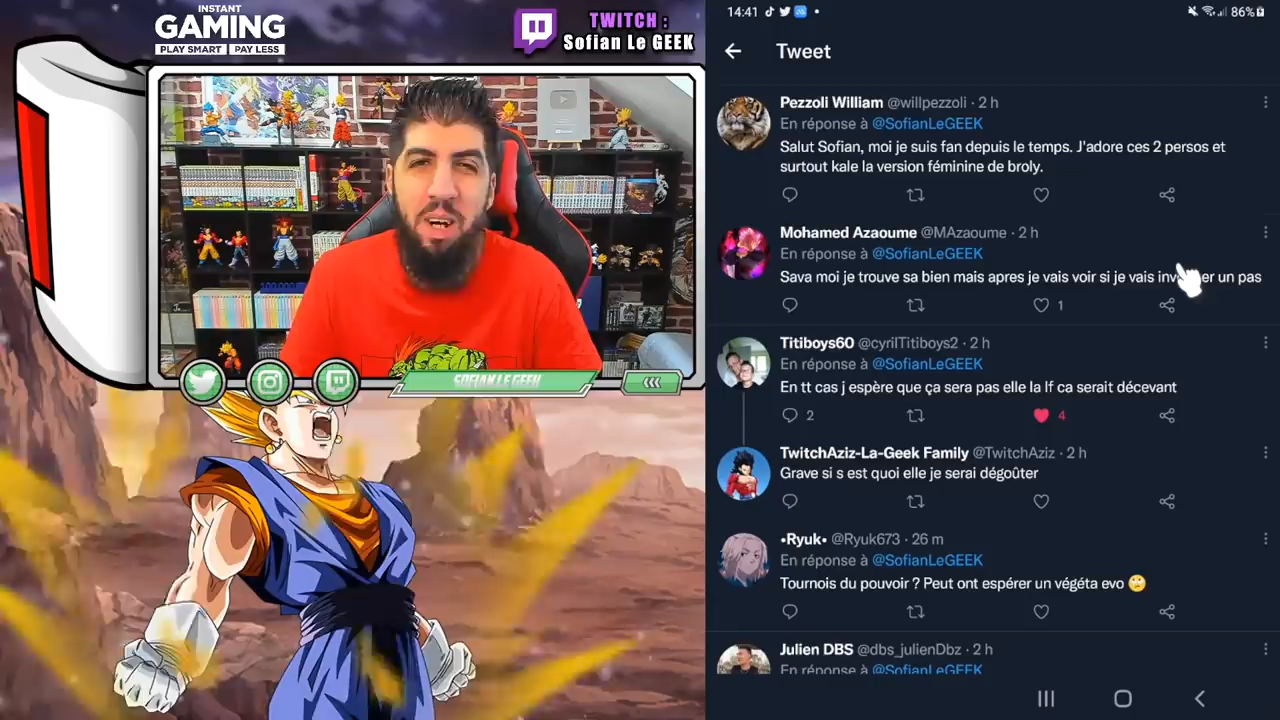 INSTANT
GAMING
PLAY SMART | PAY LESS
TWITCH :
Sofian Le GEEK
SOFIAN LE GEEK
14:41
86%
Tweet
Pezzoli William @willpezzoli · 2 h
En réponse à @SofianLeGEEK
Salut Sofian, moi je suis fan depuis le temps. J'adore ces 2 persos et
surtout kale la version féminine de broly.
Mohamed Azaoume @MAzaoume · 2 h
En réponse à @SofianLeGEEK
Sava moi je trouve sa bien mais apres je vais voir si je vais un pas
1
Titiboys60 @cyrilTitiboys2 · 2 h
En réponse à @SofianLeGEEK
En tt cas j espère que ça sera pas elle la lf ca serait décevant
2
4
TwitchAziz-La-Geek Family @TwitchAziz · 2 h
Grave si s est quoi elle je serai dégoûter
•Ryuk• @Ryuk673 · 26 m
En réponse à @SofianLeGEEK
Tournois du pouvoir ? Peut ont espérer un végéta evo 🙄
Julien DBS @dbs_julienDbz · 2 h
En réponse à @SofianLeGEEK